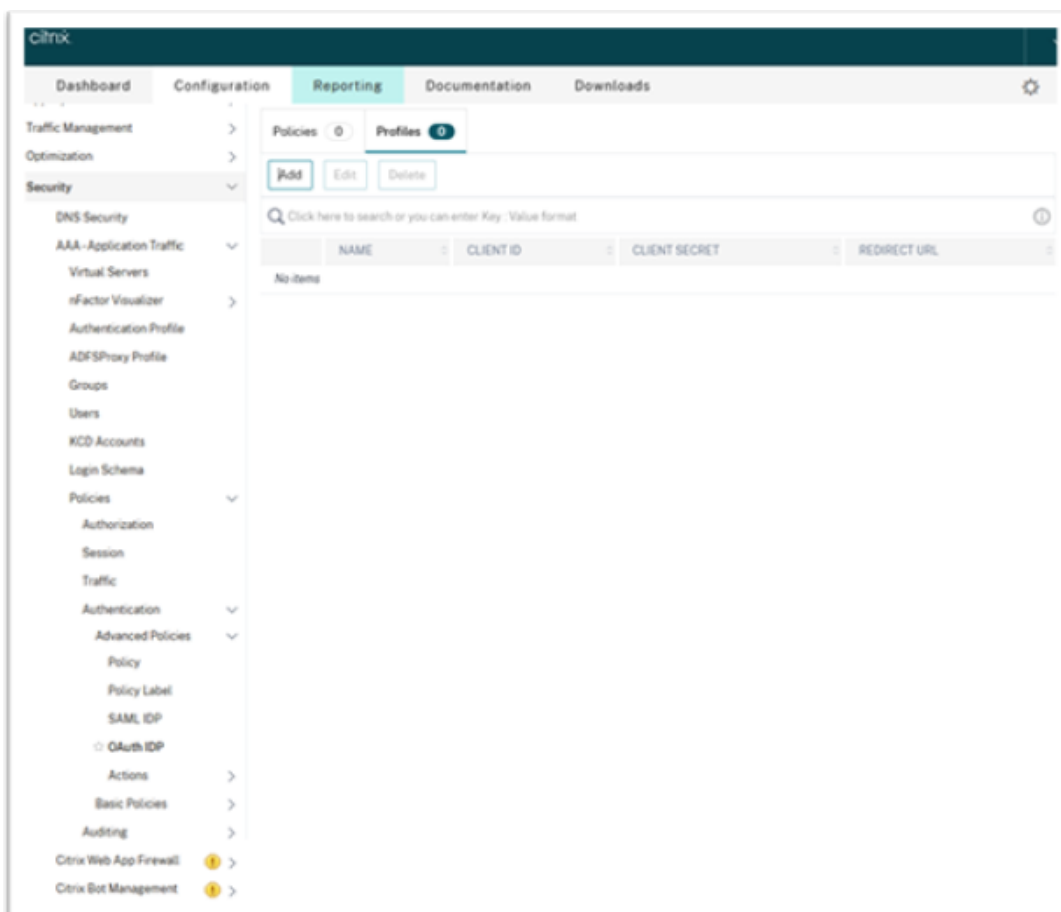 citrix
Dashboard Configuration Reporting Documentation Downloads
Traffic Management
Optimization
Security
DNS Security
AAA-Application Traffic
Virtual Servers
nFactor Visualizer
Authentication Profile
ADFSProxy Profile
Groups
Users
KCD Accounts
Login Schema
Policies
Authorization
Session
Traffic
Authentication
Advanced Policies
Policy
Policy Label
SAML IDP
OAuth IDP
Actions
Basic Policies
Auditing
Citrix Web App Firewall
Citrix Bot Management
Policies 0 Profiles 0
Add Edit Delete
Click here to search or you can enter Key : Value format
NAME CLIENT ID CLIENT SECRET REDIRECT URL
No items